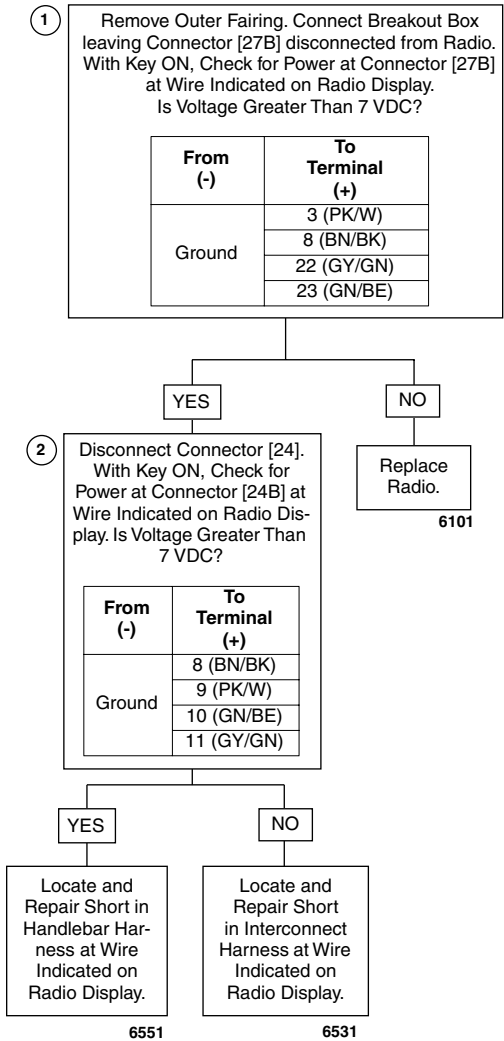 1
Remove Outer Fairing. Connect Breakout Box
leaving Connector [27B] disconnected from Radio.
With Key ON, Check for Power at Connector [27B]
at Wire Indicated on Radio Display.
Is Voltage Greater Than 7 VDC?
From
(-)
To
Terminal
(+)
Ground
3 (PK/W)
8 (BN/BK)
22 (GY/GN)
23 (GN/BE)
YES
NO
2
Disconnect Connector [24].
With Key ON, Check for
Power at Connector [24B] at
Wire Indicated on Radio Dis-
play. Is Voltage Greater Than
7 VDC?
From
(-)
To
Terminal
(+)
Ground
8 (BN/BK)
9 (PK/W)
10 (GN/BE)
11 (GY/GN)
Replace
Radio.
6101
YES
NO
Locate and
Repair Short in
Handlebar Har-
ness at Wire
Indicated on
Radio Display.
6551
Locate and
Repair Short
in Interconnect
Harness at Wire
Indicated on
Radio Display.
6531